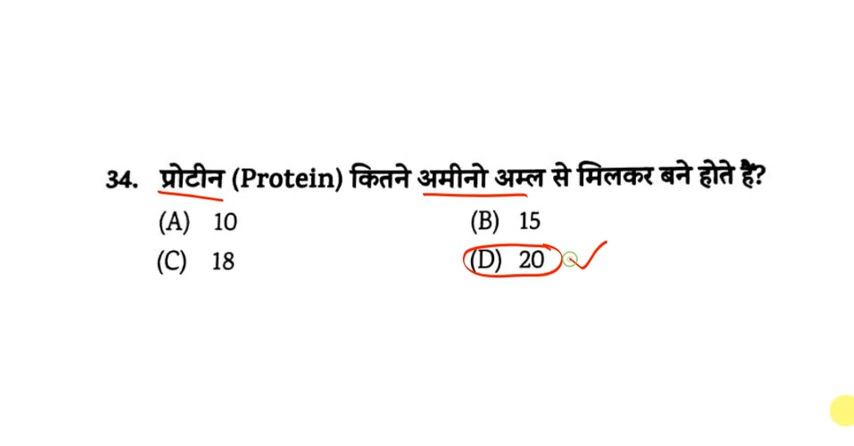 34. प्रोटीन (Protein) कितने अमीनो अम्ल से मिलकर बने होते हैं?
(A) 10 (B) 15
(C) 18 (D) 20